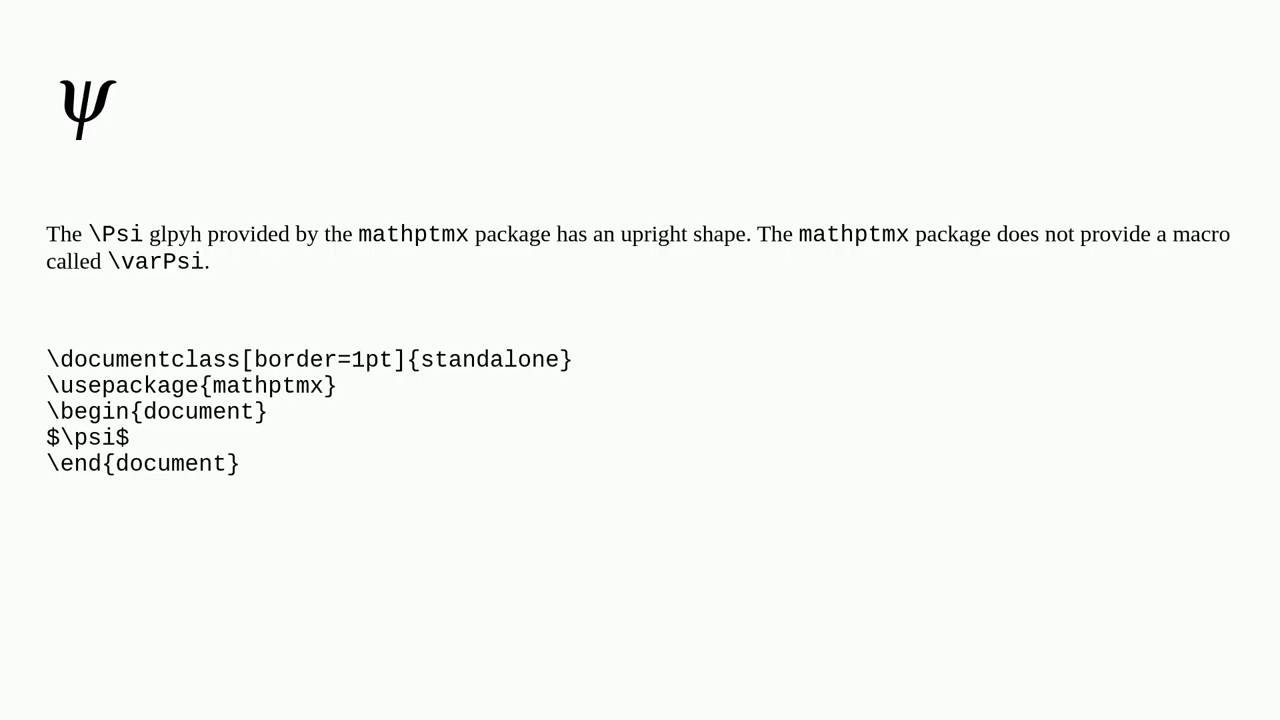 ψ
The \Psi glpyh provided by the mathptmx package has an upright shape. The mathptmx package does not provide a macro
called \varPsi.
\documentclass[border=1pt]{standalone}
\usepackage{mathptmx}
\begin{document}
$\psi$
\end{document}